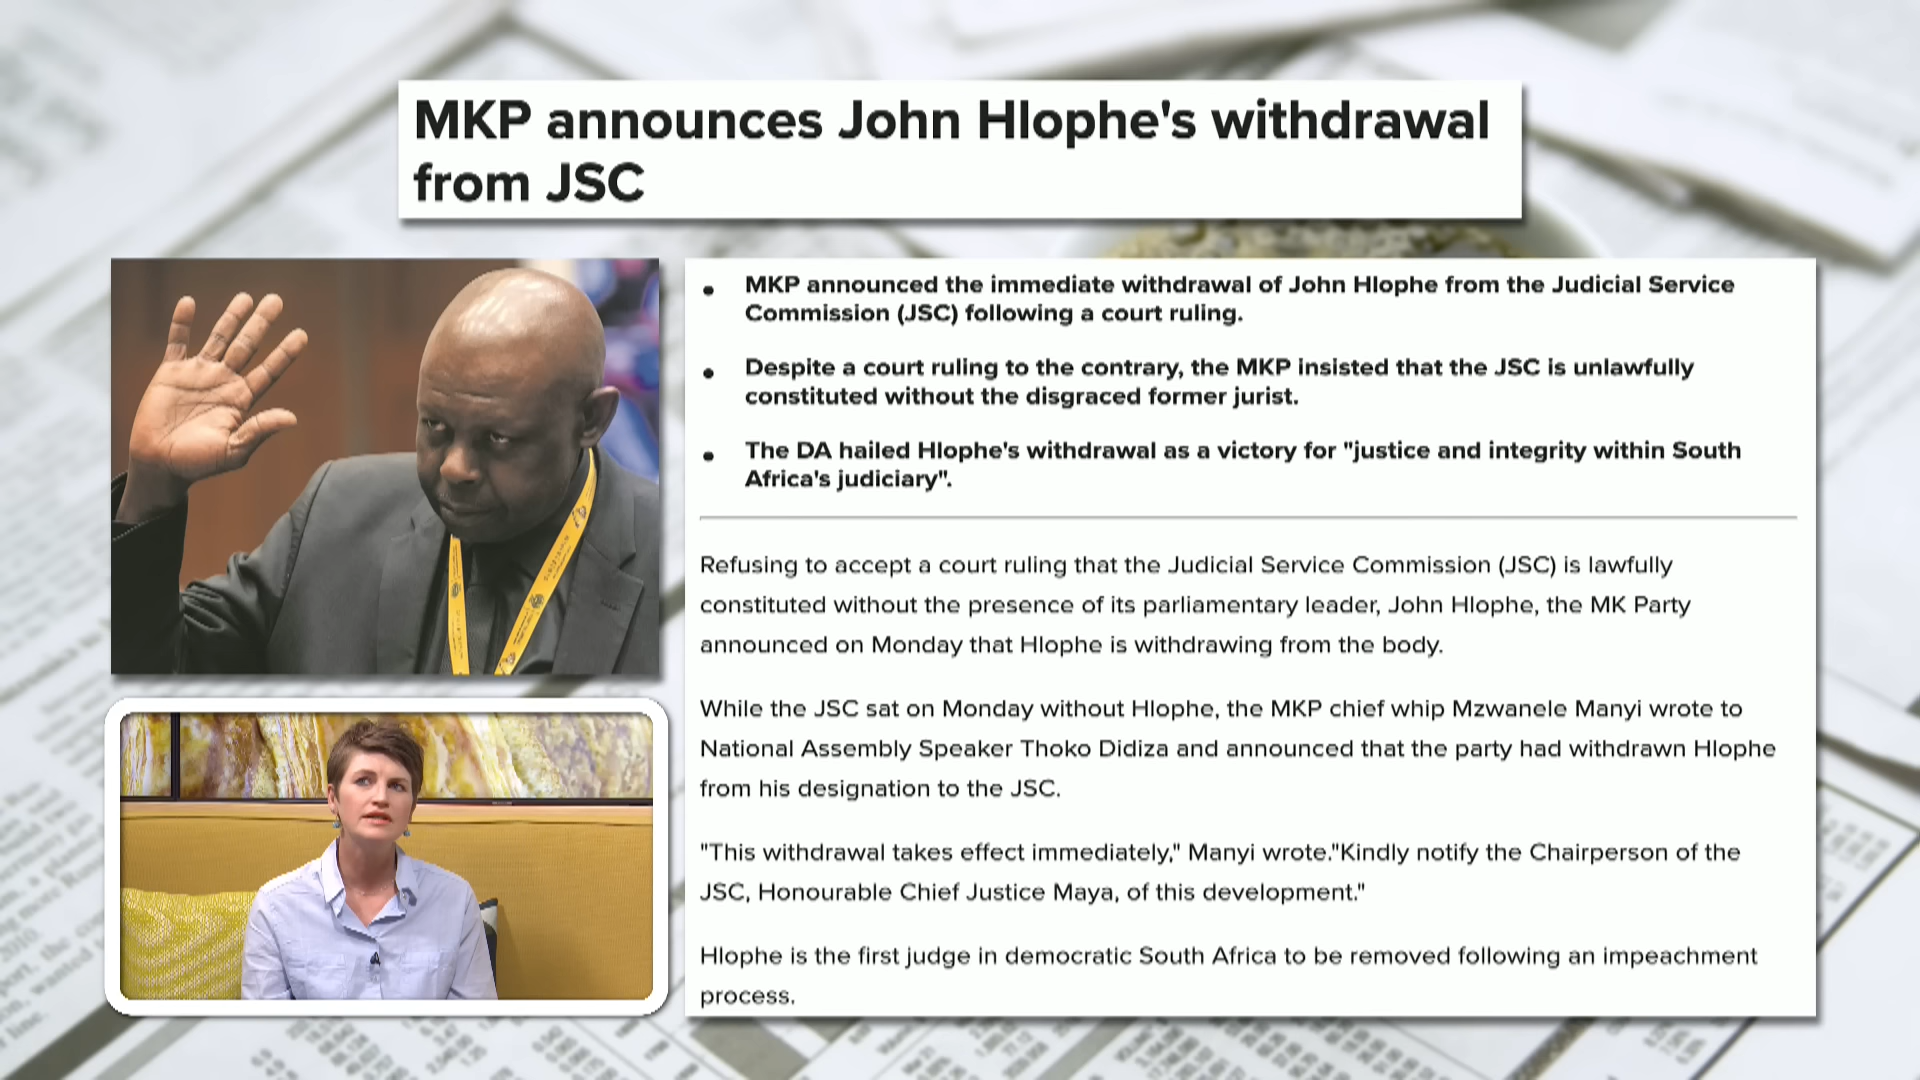 MKP announces John Hlophe's withdrawal
from JSC
MKP announced the immediate withdrawal of John Hlophe from the Judicial Service
Commission (JSC) following a court ruling.
Despite a court ruling to the contrary, the MKP insisted that the JSC is unlawfully
constituted without the disgraced former jurist.
The DA hailed Hlophe's withdrawal as a victory for "justice and integrity within South
Africa's judiciary".
Refusing to accept a court ruling that the Judicial Service Commission (JSC) is lawfully
constituted without the presence of its parliamentary leader, John Hlophe, the MK Party
announced on Monday that Hlophe is withdrawing from the body.
While the JSC sat on Monday without Hlophe, the MKP chief whip Mzwanele Manyi wrote to
National Assembly Speaker Thoko Didiza and announced that the party had withdrawn Hlophe
from his designation to the JSC.
"This withdrawal takes effect immediately," Manyi wrote."Kindly notify the Chairperson of the
JSC, Honourable Chief Justice Maya, of this development."
Hlophe is the first judge in democratic South Africa to be removed following an impeachment
process.